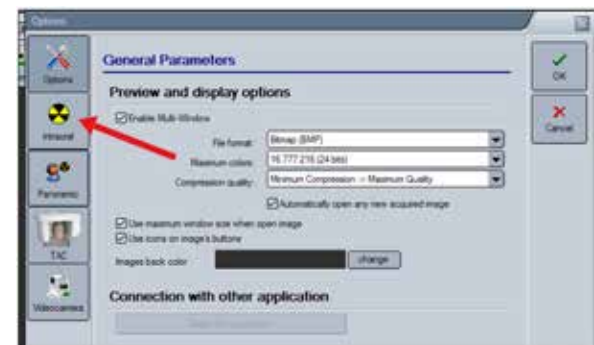 Options
General Parameters
OK
Options
Preview and display options
Enable Multi-Window
Cancel
Intraoral
File format: Bitmap (BMP)
Maximum colors: 16.777.216 (24 bits)
Compression quality: Minimum Compression -> Maximum Quality
Panoramic
Automatically open any new acquired image
Use maximum window size when open image
Use icons on image's buttons
TAC
Images back color change
Connection with other application
Videocamera